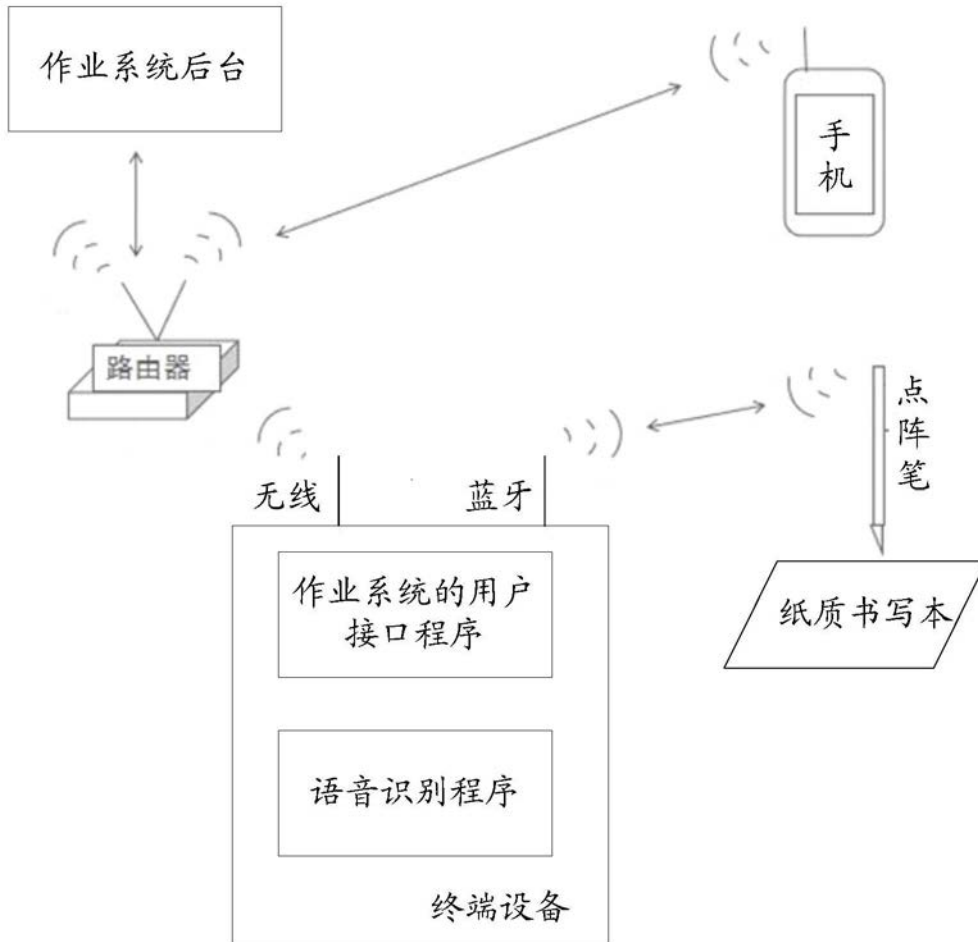 作业系统后台
手
机
路由器
点
阵
笔
无线
蓝牙
作业系统的用户
接口程序
纸质书写本
语音识别程序
终端设备